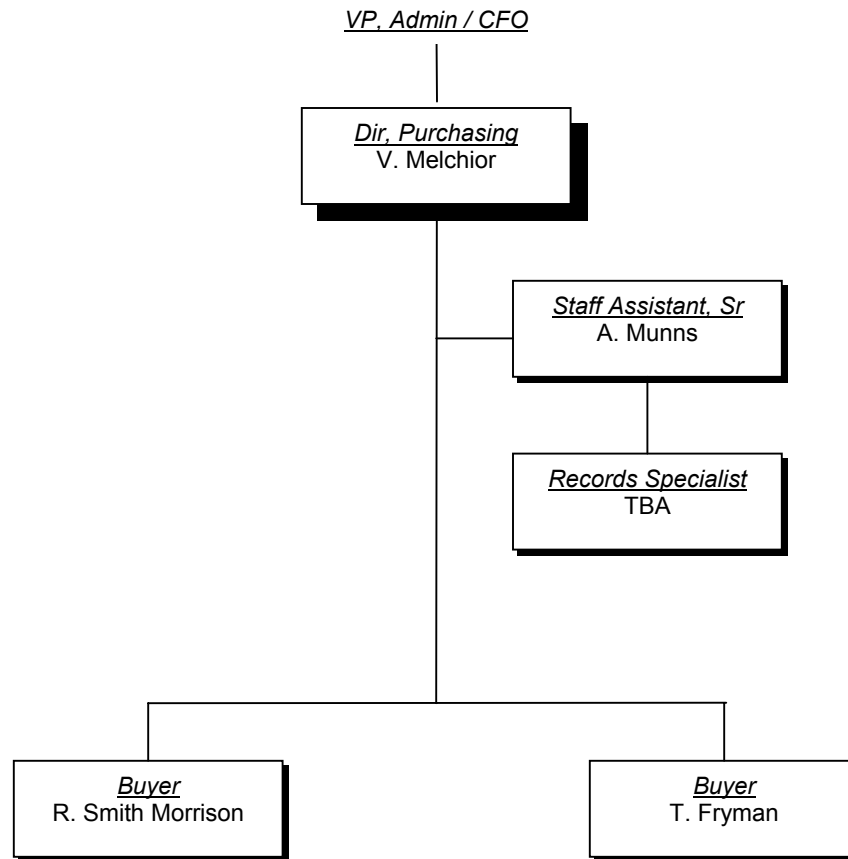 VP, Admin / CFO
Dir, Purchasing
V. Melchior
Staff Assistant, Sr
A. Munns
Records Specialist
TBA
Buyer
R. Smith Morrison
Buyer
T. Fryman